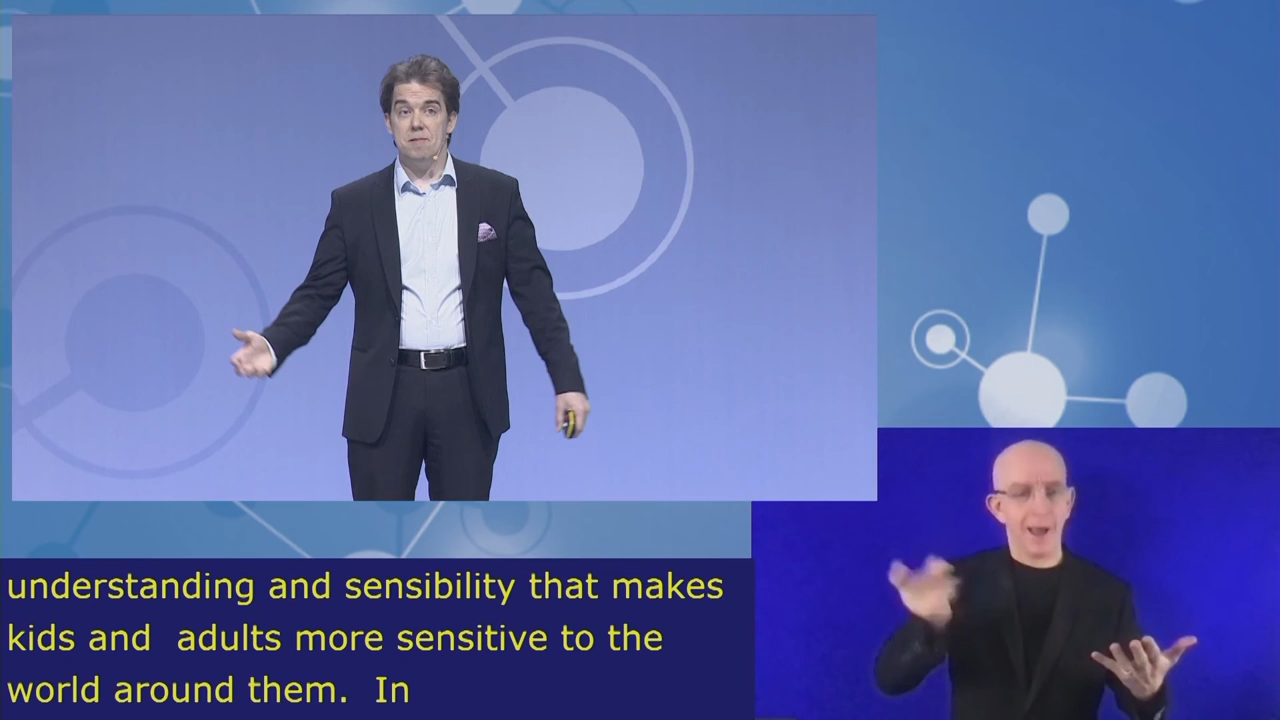 understanding and sensibility that makes
kids and  adults more sensitive to the
world around them.  In